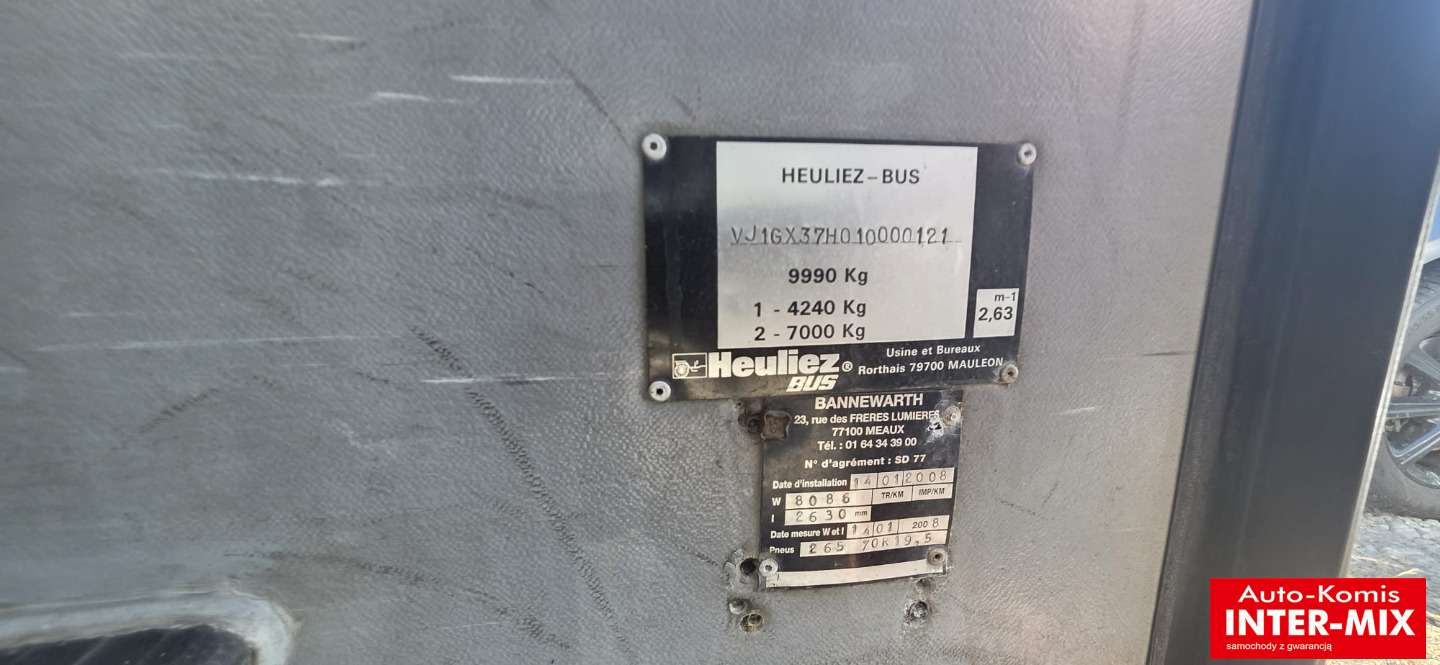 HEULIEZ-BUS
VJ1GX37H010000121
9990 Kg
1 - 4240 Kg
2 - 7000 Kg
m-1
2,63
Heuliez®
BUS
Usine et Bureaux
Rorthais 79700 MAULEON
BANNEWARTH
23, rue des FRERES LUMIERES
77100 MEAUX
Tél. : 01 64 34 39 00
N° d'agrément : SD 77
Date d'installation 14 01 2008
W 8086 TR/KM IMP/KM
I 2630 mm
Date mesure W et I 14 01 2008
Pneus 265 70R19,5
Auto-Komis
INTER-MIX
samochody z gwarancją